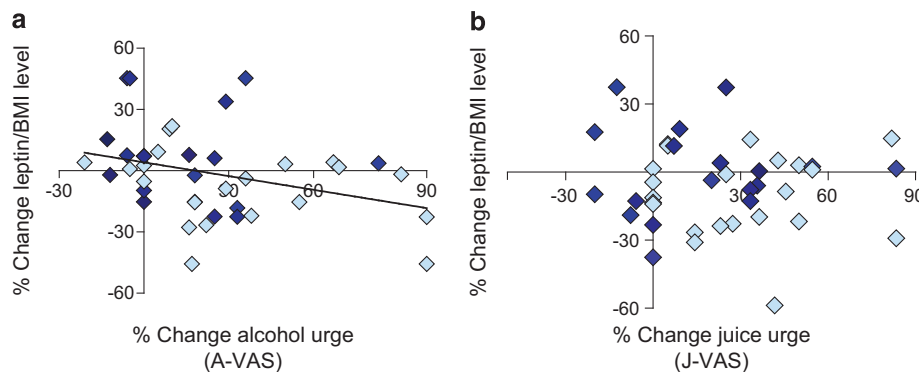 a
% Change leptin/BMI level
60
30
-30
30
60
90
-30
-60
% Change alcohol urge
(A-VAS)
b
% Change leptin/BMI level
60
30
-30
30
60
90
-30
-60
% Change juice urge
(J-VAS)